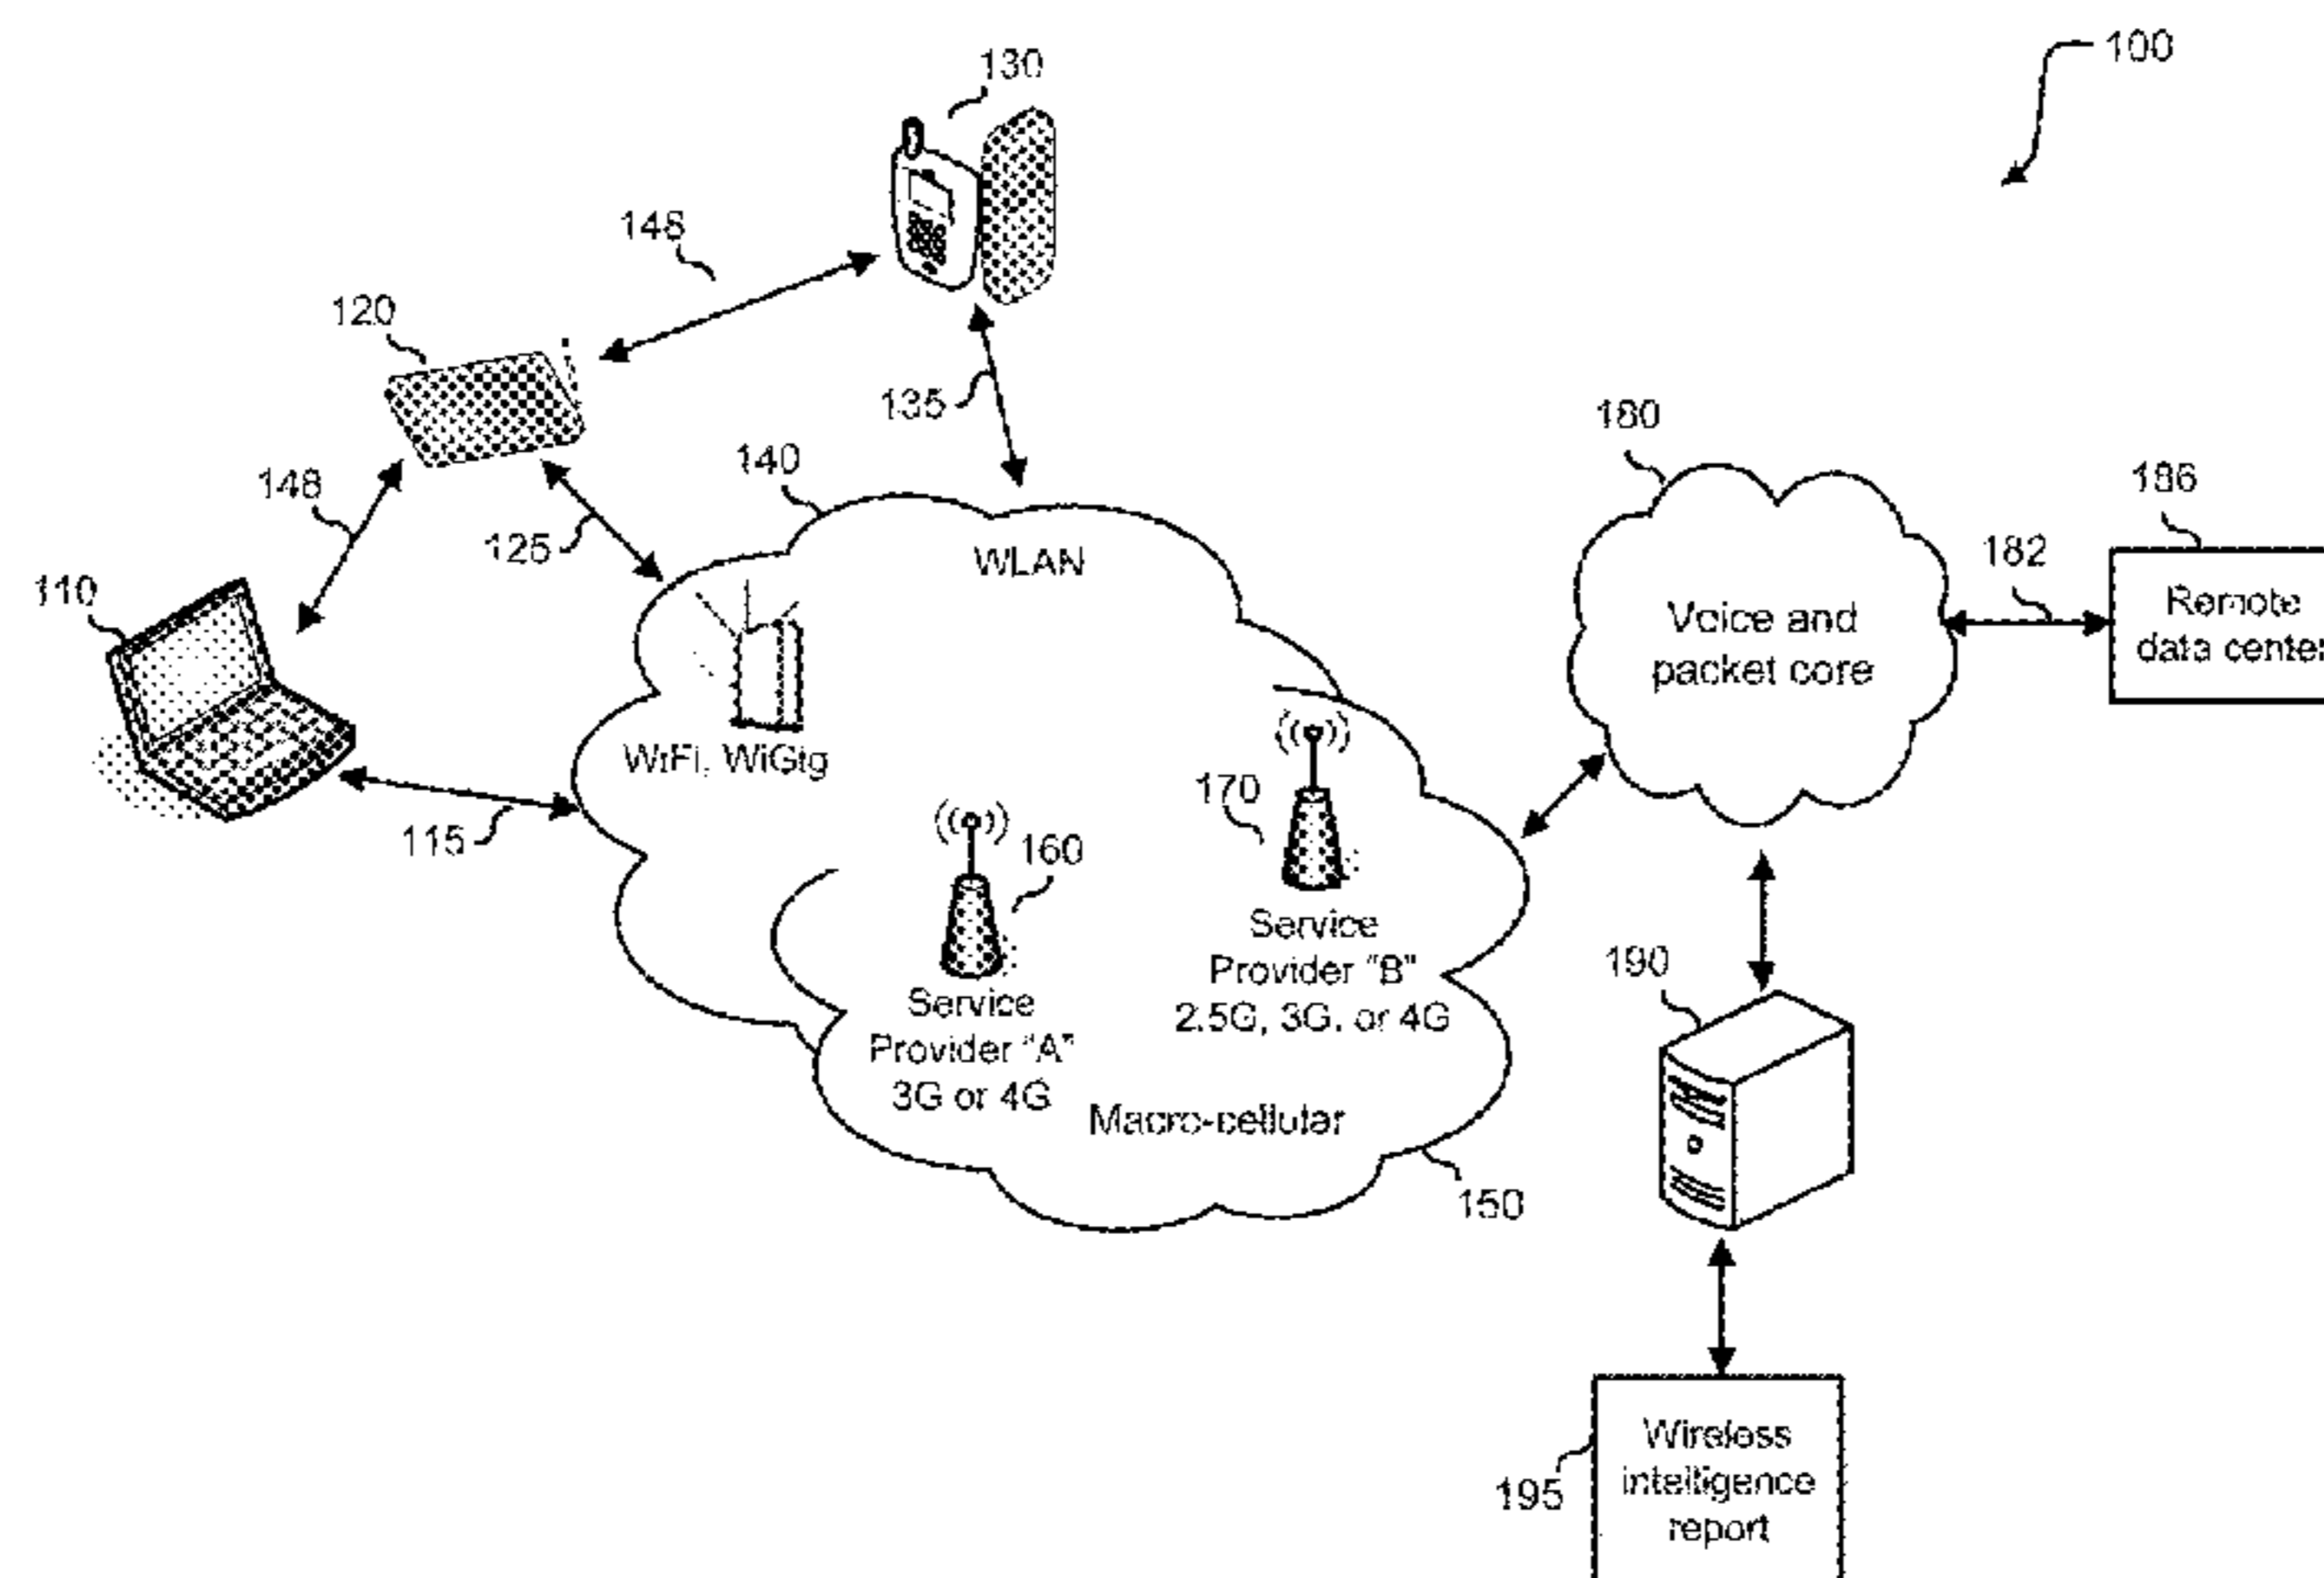 100
130
148
120
135
180
140
148
186
125
182
WLAN
110
Remote
data center
Voice and
packet core
WiFi, WiGig
170
115
160
Service
Provider "B"
2.5G, 3G, or 4G
190
Service
Provider "A"
3G or 4G
Macro-cellular
150
Wireless
intelligence
report
195